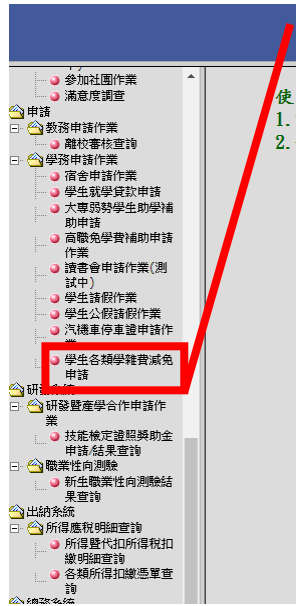 參加社團作業
滿意度調查
申請
教務申請作業
離校審核查詢
學務申請作業
宿舍申請作業
學生就學貸款申請
大專弱勢學生助學補
助申請
高職免學費補助申請
作業
讀書會申請作業(測
試中)
學生請假作業
學生公假請假作業
汽機車停車證申請作
業
學生各類學雜費減免
申請
研發系統
研發暨產學合作申請作
業
技能檢定證照獎助金
申請/結果查詢
職業性向測驗
新生職業性向測驗結
果查詢
出納系統
所得應稅明細查詢
所得暨代扣所得稅扣
繳明細查詢
各類所得扣繳憑單查
詢
總務系統
使
1.
2.